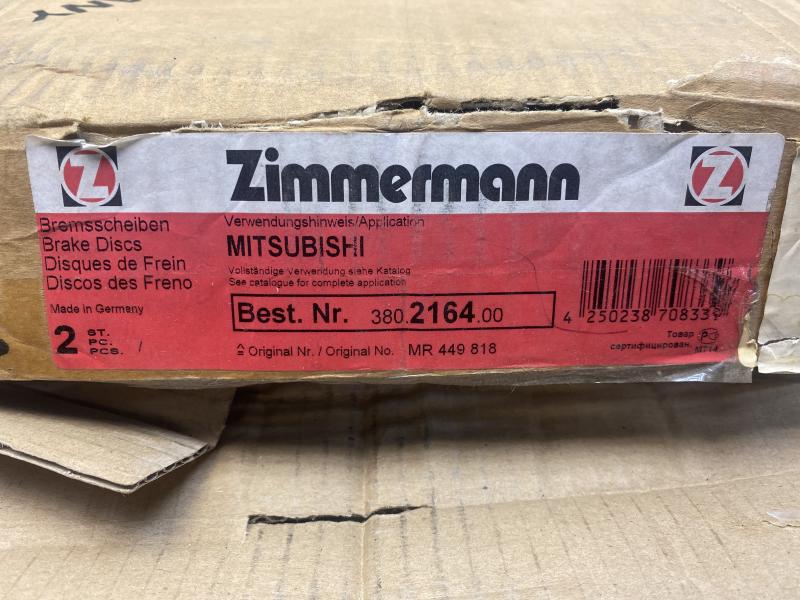 Z Zimmermann Z
Bremsscheiben
Brake Discs
Disques de Frein
Discos des Freno
Made in Germany
2 ST.
PC.
PCS. /
Verwendungshinweis/Application
MITSUBISHI
Vollständige Verwendung siehe Katalog
See catalogue for complete application
Best. Nr. 380.2164.00
≙ Original Nr. / Original No. MR 449 818
4 250238 708339
Товар
сертифицирован.